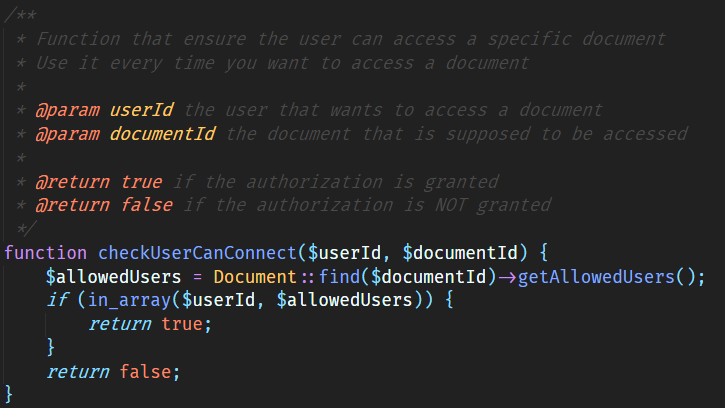 /**
 * Function that ensure the user can access a specific document
 * Use it every time you want to access a document
 *
 * @param userId the user that wants to access a document
 * @param documentId the document that is supposed to be accessed
 *
 * @return true if the authorization is granted
 * @return false if the authorization is NOT granted
 */
function checkUserCanConnect($userId, $documentId) {
    $allowedUsers = Document::find($documentId)->getAllowedUsers();
    if (in_array($userId, $allowedUsers)) {
        return true;
    }
    return false;
}